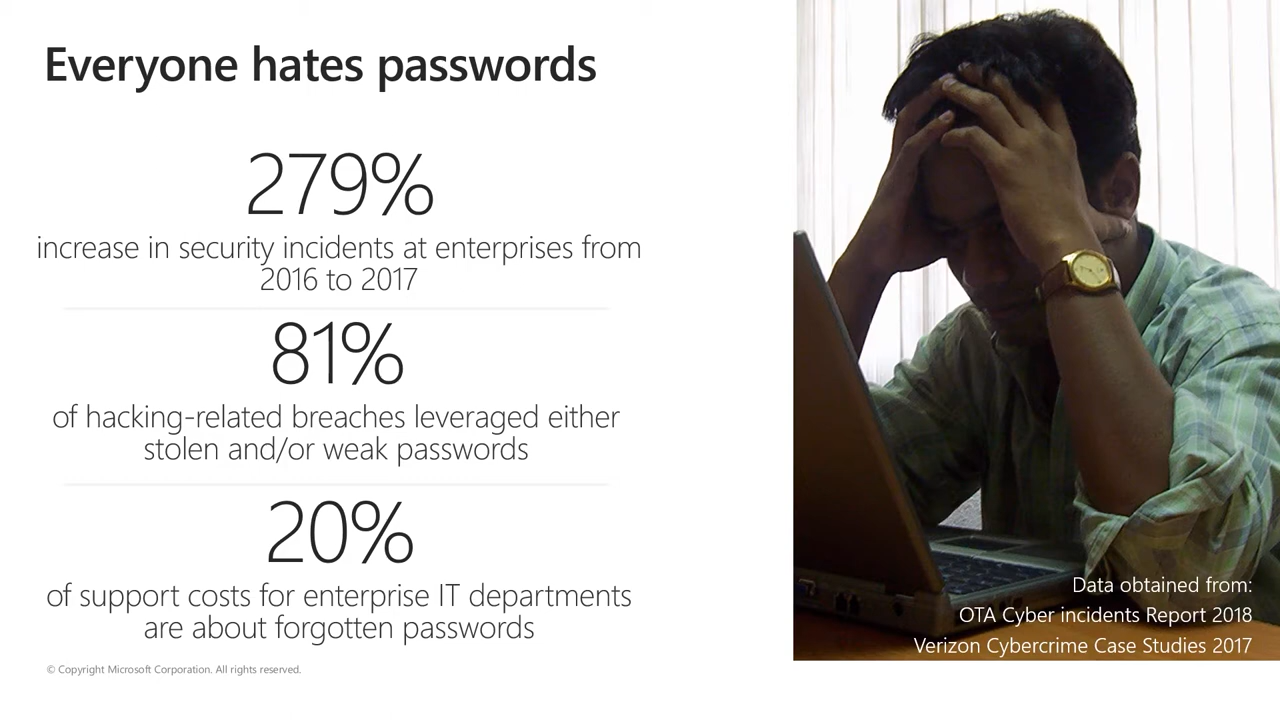 Everyone hates passwords
279%
increase in security incidents at enterprises from
2016 to 2017
81%
of hacking-related breaches leveraged either
stolen and/or weak passwords
20%
of support costs for enterprise IT departments
are about forgotten passwords
© Copyright Microsoft Corporation. All rights reserved.
Data obtained from:
OTA Cyber incidents Report 2018
Verizon Cybercrime Case Studies 2017